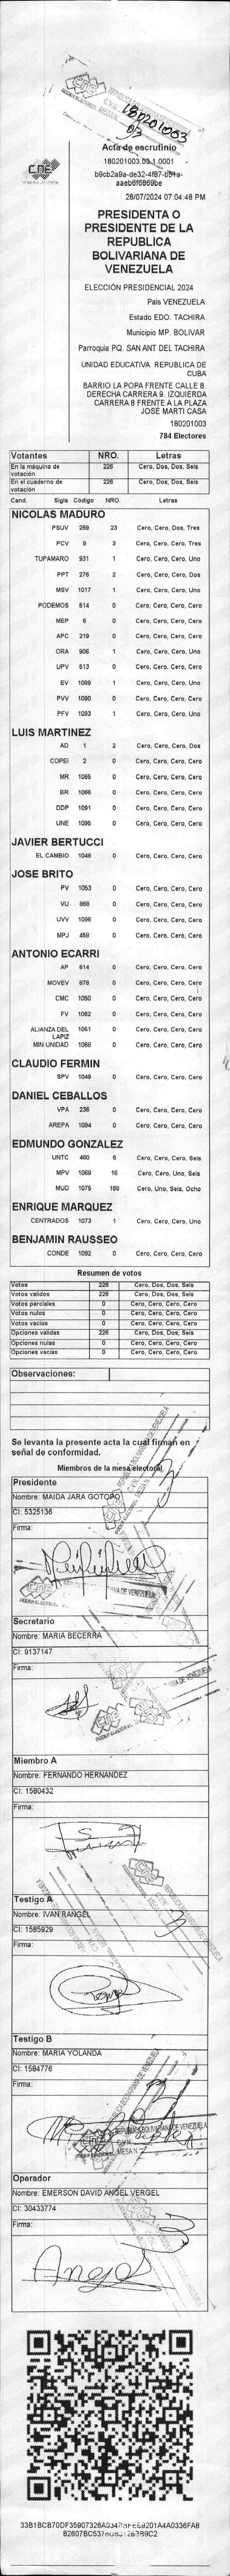 180201003
Acta de escrutinio
180201003.03.1.0001
28/07/2024 07:04:48 PM
PRESIDENTA O
PRESIDENTE DE LA
REPUBLICA
BOLIVARIANA DE
VENEZUELA
ELECCIÓN PRESIDENCIAL 2024
Pais VENEZUELA
Estado EDO. TACHIRA
Municipio MP. BOLIVAR
Parroquia PQ. SAN ANT DEL TACHIRA
UNIDAD EDUCATIVA REPUBLICA DE
CUBA
BARRIO LA POPA FRENTE CALLE 8.
DERECHA CARRERA 9. IZQUIERDA
CARRERA 8 FRENTE A LA PLAZA
JOSÉ MARTI CASA
180201003
784 Electores
Votantes NRO. Letras
En la máquina de votación 226 Cero, Dos, Dos, Seis
En el cuaderno de votación 226 Cero, Dos, Dos, Seis
Cand. Sigla Código NRO. Letras
NICOLAS MADURO
PSUV 269 23 Cero, Cero, Dos, Tres
PCV 9 3 Cero, Cero, Cero, Tres
TUPAMARO 931 1 Cero, Cero, Cero, Uno
PPT 276 2 Cero, Cero, Cero, Dos
MSV 1017 1 Cero, Cero, Cero, Uno
PODEMOS 514 0 Cero, Cero, Cero, Cero
MEP 6 0 Cero, Cero, Cero, Cero
APC 219 0 Cero, Cero, Cero, Cero
ORA 906 1 Cero, Cero, Cero, Uno
UPV 513 0 Cero, Cero, Cero, Cero
EV 1089 1 Cero, Cero, Cero, Uno
PVV 1090 0 Cero, Cero, Cero, Cero
PFV 1093 1 Cero, Cero, Cero, Uno
LUIS MARTINEZ
AD 1 2 Cero, Cero, Cero, Dos
COPEI 2 0 Cero, Cero, Cero, Cero
MR 1065 0 Cero, Cero, Cero, Cero
BR 1066 0 Cero, Cero, Cero, Cero
DDP 1091 0 Cero, Cero, Cero, Cero
UNE 1095 0 Cero, Cero, Cero, Cero
JAVIER BERTUCCI
EL CAMBIO 1048 0 Cero, Cero, Cero, Cero
JOSE BRITO
PV 1053 0 Cero, Cero, Cero, Cero
VU 868 0 Cero, Cero, Cero, Cero
UVV 1096 0 Cero, Cero, Cero, Cero
MPJ 458 0 Cero, Cero, Cero, Cero
ANTONIO ECARRI
AP 814 0 Cero, Cero, Cero, Cero
MOVEV 878 0 Cero, Cero, Cero, Cero
CMC 1050 0 Cero, Cero, Cero, Cero
FV 1062 0 Cero, Cero, Cero, Cero
ALIANZA DEL LAPIZ 1051 0 Cero, Cero, Cero, Cero
MIN UNIDAD 1068 0 Cero, Cero, Cero, Cero
CLAUDIO FERMIN
SPV 1049 0 Cero, Cero, Cero, Cero
DANIEL CEBALLOS
VPA 236 0 Cero, Cero, Cero, Cero
AREPA 1094 0 Cero, Cero, Cero, Cero
EDMUNDO GONZALEZ
UNTC 460 6 Cero, Cero, Cero, Seis
MPV 1069 16 Cero, Cero, Uno, Seis
MUD 1075 168 Cero, Uno, Seis, Ocho
ENRIQUE MARQUEZ
CENTRADOS 1073 1 Cero, Cero, Cero, Uno
BENJAMIN RAUSSEO
CONDE 1092 0 Cero, Cero, Cero, Cero
Resumen de votos
Votos 226 Cero, Dos, Dos, Seis
Votos validos 226 Cero, Dos, Dos, Seis
Votos parciales 0 Cero, Cero, Cero, Cero
Votos nulos 0 Cero, Cero, Cero, Cero
Votos vacios 0 Cero, Cero, Cero, Cero
Opciones validas 226 Cero, Dos, Dos, Seis
Opciones nulas 0 Cero, Cero, Cero, Cero
Opciones vacias 0 Cero, Cero, Cero, Cero
Observaciones:
Se levanta la presente acta la cual firman en
señal de conformidad.
Miembros de la mesa electoral
Presidente
Nombre: MAIDA JARA GOTOPO
CI: 5325136
Firma:
Secretario
Nombre: MARIA BECERRA
CI: 9137147
Firma:
Miembro A
Nombre: FERNANDO HERNANDEZ
CI: 1580432
Firma:
Testigo A
Nombre: IVAN RANGEL
CI: 1585929
Firma:
Testigo B
Nombre: MARIA YOLANDA
CI: 1584776
Firma:
Operador
Nombre: EMERSON DAVID ANGEL VERGEL
CI: 30433774
Firma:
Angel